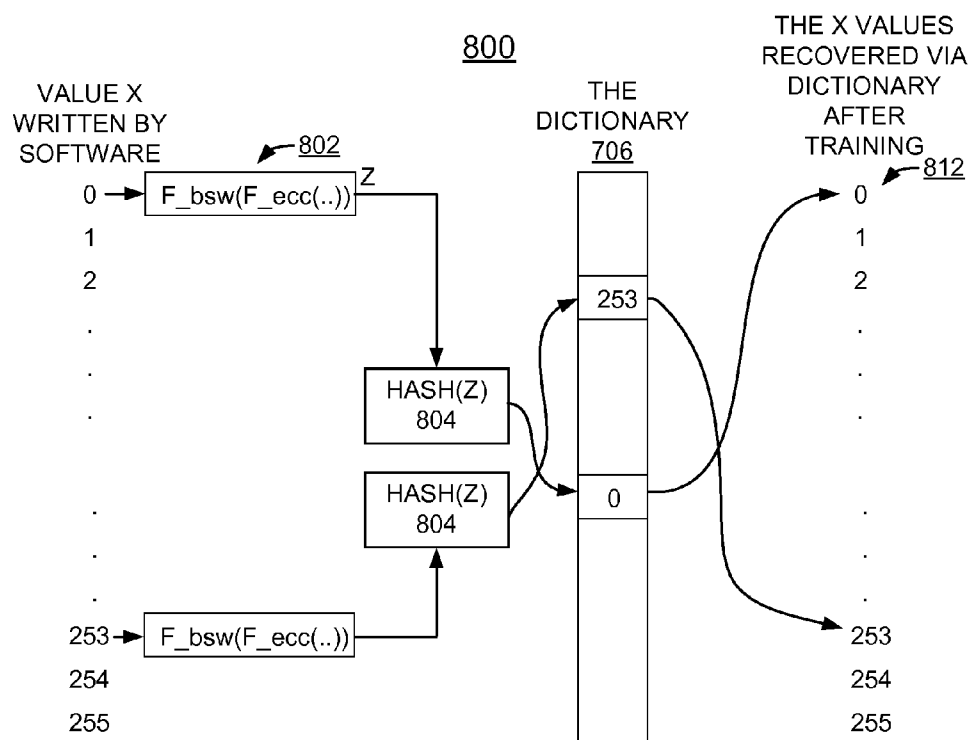 800
VALUE X
WRITTEN BY
SOFTWARE
802
0
F_bsw(F_ecc(..))
Z
1
2
.
.
.
.
.
.
253
F_bsw(F_ecc(..))
254
255
HASH(Z)
804
HASH(Z)
804
THE
DICTIONARY
706
253
0
THE X VALUES
RECOVERED VIA
DICTIONARY
AFTER
TRAINING
812
0
1
2
.
.
.
.
.
.
253
254
255